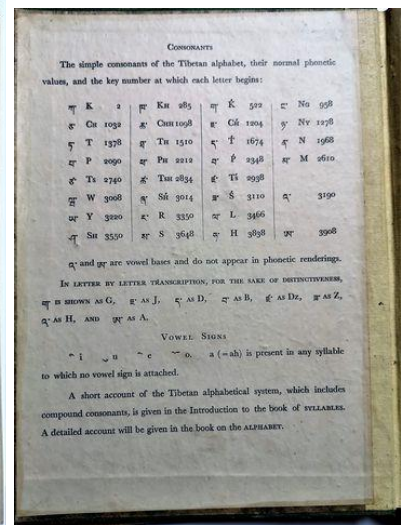 CONSONANTS
The simple consonants of the Tibetan alphabet, their normal phonetic
values, and the key number at which each letter begins:
ཀ K 2 ཁ KH 285 ག Ḱ 522 ང NG 958
ཅ CH 1032 ཆ CHH 1098 ཇ CH́ 1204 ཉ NY 1278
ཏ T 1378 ཐ TH 1510 ད T́ 1674 ན N 1968
པ P 2090 ཕ PH 2212 བ Ṕ 2348 མ M 2610
ཙ TS 2740 ཚ TSH 2834 ཛ TŚ 2938
ཝ W 3008 ཞ SH́ 3014 ཟ Ś 3110 འ 3190
ཡ Y 3220 ར R 3350 ལ L 3466
ཤ SH 3550 ས S 3648 ཧ H 3838 ཨ 3908
འ and ཨ are vowel bases and do not appear in phonetic renderings.
IN LETTER BY LETTER TRANSCRIPTION, FOR THE SAKE OF DISTINCTIVENESS,
ག IS SHOWN AS G, ཇ AS J, ད AS D, བ AS B, ཛ AS DZ, ཟ AS Z,
འ AS H, AND ཨ AS A.
VOWEL SIGNS
ི i ུ u ེ e ོ o. a (=ah) is present in any syllable
to which no vowel sign is attached.
A short account of the Tibetan alphabetical system, which includes
compound consonants, is given in the Introduction to the book of SYLLABLES.
A detailed account will be given in the book on the ALPHABET.